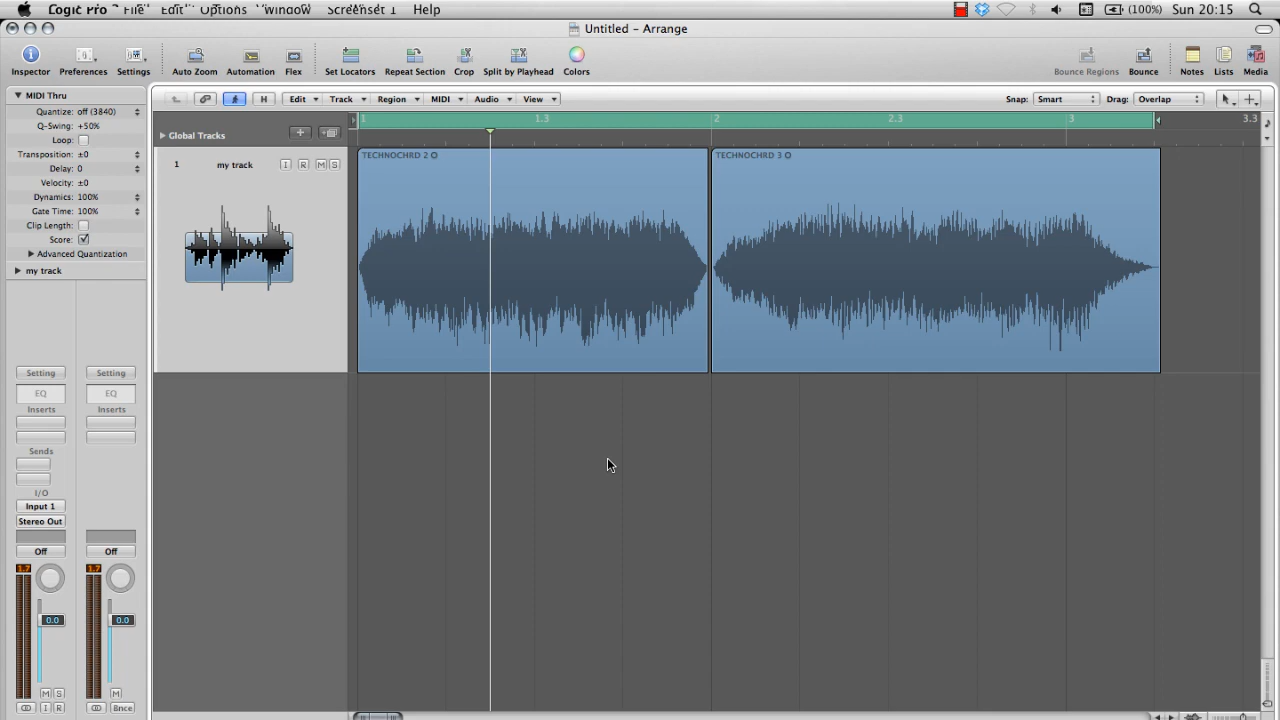 Logic Pro File Edit Options Window Screenset 1 Help (100%) Sun 20:15
Untitled – Arrange
Inspector Preferences Settings Auto Zoom Automation Flex Set Locators Repeat Section Crop Split by Playhead Colors Bounce Regions Bounce Notes Lists Media
MIDI Thru H Edit Track Region MIDI Audio View Snap: Smart Drag: Overlap
Quantize: off (3840) 1 1.3 2 2.3 3 3.3
Q-Swing: +50%
Global Tracks
Loop:
Transposition: ±0 TECHNOCHRD 2 TECHNOCHRD 3
1 my track I R M S
Delay: 0
Velocity: ±0
Dynamics: 100%
Gate Time: 100%
Clip Length:
Score:
Advanced Quantization
my track
Setting Setting
EQ EQ
Inserts Inserts
Sends
I/O
Input 1
Stereo Out
Off Off
1.7 1.7
0.0 0.0
M S M
I R Bnce